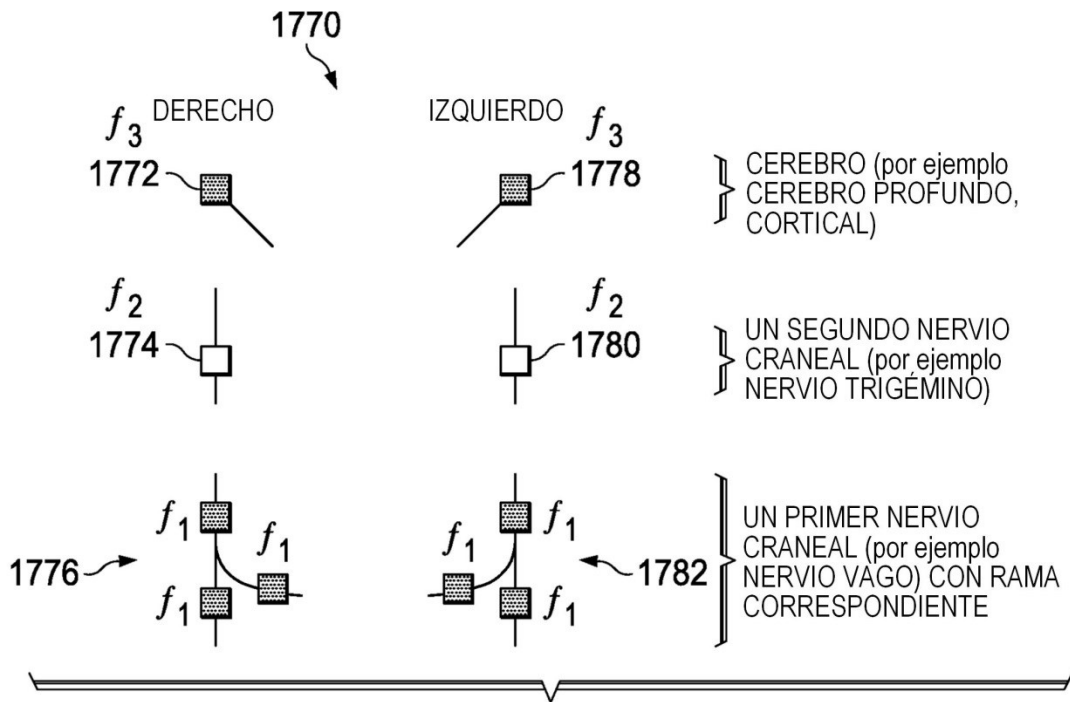 1770
DERECHO IZQUIERDO
f3 f3
1772 1778
CEREBRO (por ejemplo
CEREBRO PROFUNDO,
CORTICAL)
f2 f2
1774 1780
UN SEGUNDO NERVIO
CRANEAL (por ejemplo
NERVIO TRIGÉMINO)
f1 f1 f1 f1
1776 1782
f1 f1
UN PRIMER NERVIO
CRANEAL (por ejemplo
NERVIO VAGO) CON RAMA
CORRESPONDIENTE